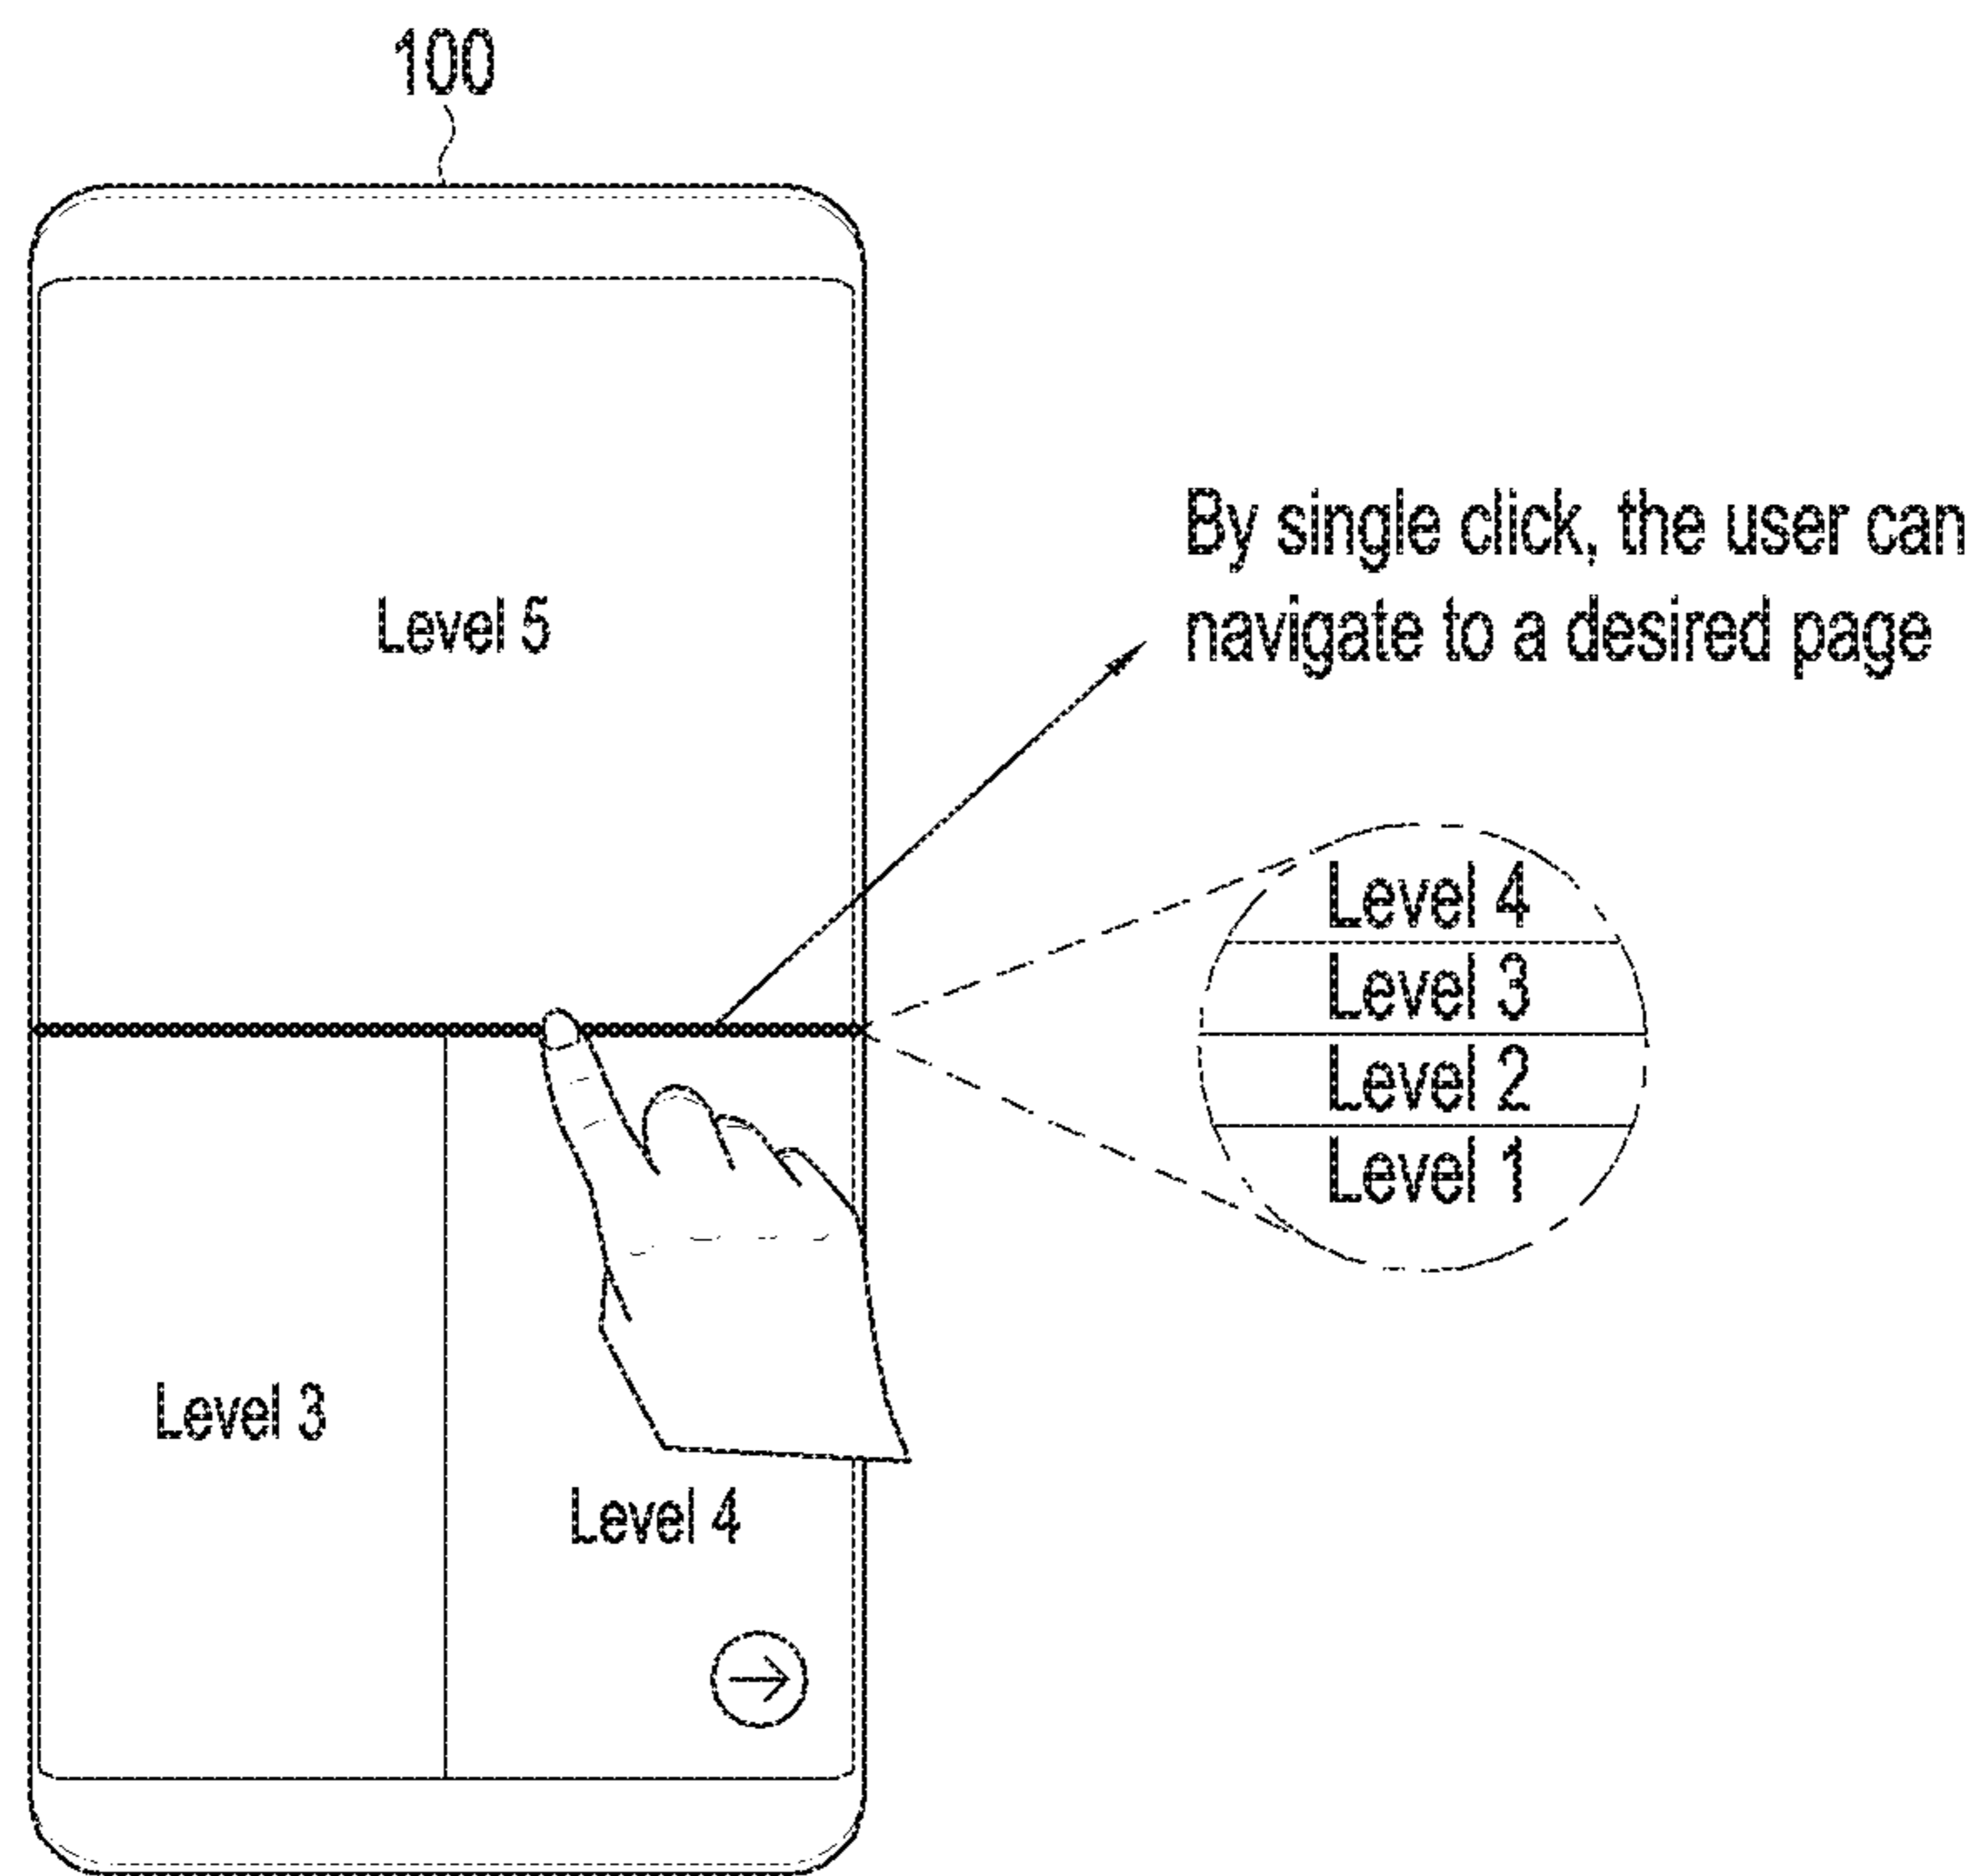 100
Level 5
By single click, the user can
navigate to a desired page
Level 4
Level 3
Level 2
Level 1
Level 3
Level 4